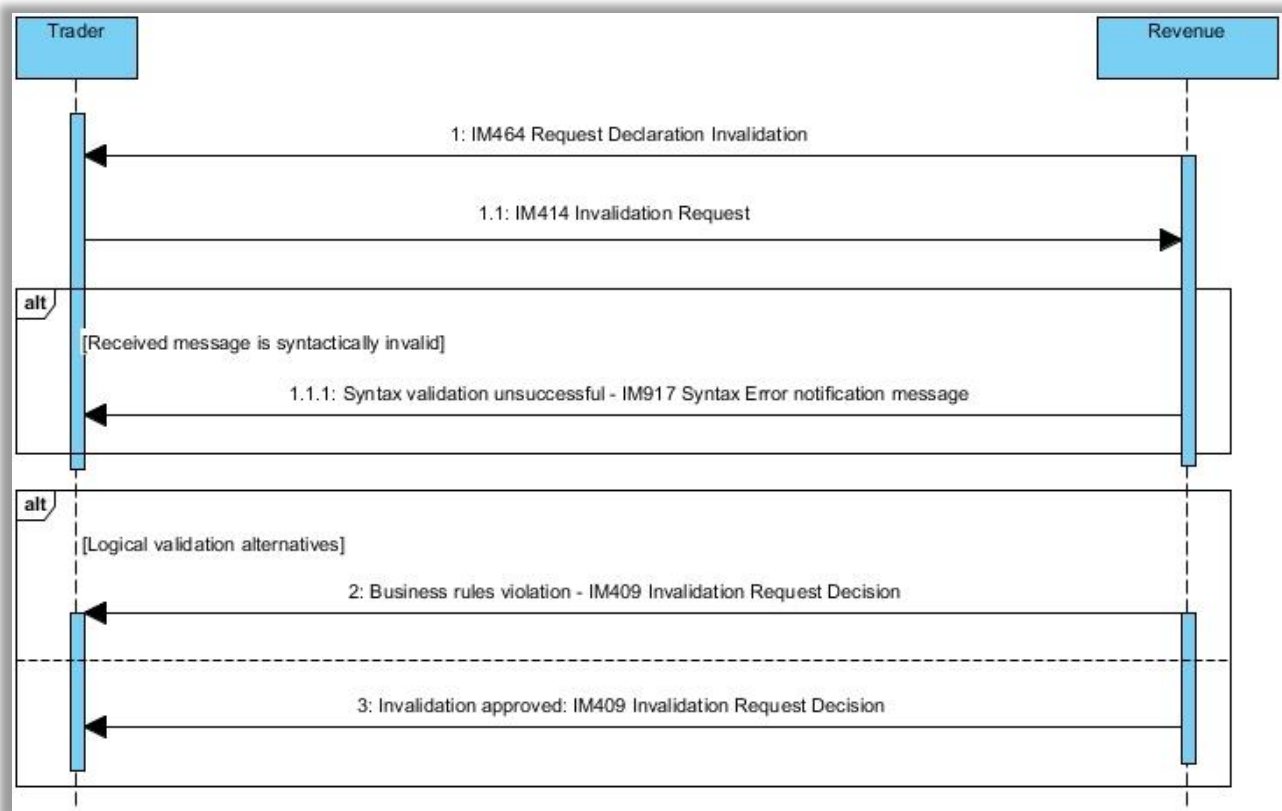 Trader
Revenue
1: IM464 Request Declaration Invalidation
1.1: IM414 Invalidation Request
alt
[Received message is syntactically invalid]
1.1.1: Syntax validation unsuccessful - IM917 Syntax Error notification message
alt
[Logical validation alternatives]
2: Business rules violation - IM409 Invalidation Request Decision
3: Invalidation approved: IM409 Invalidation Request Decision